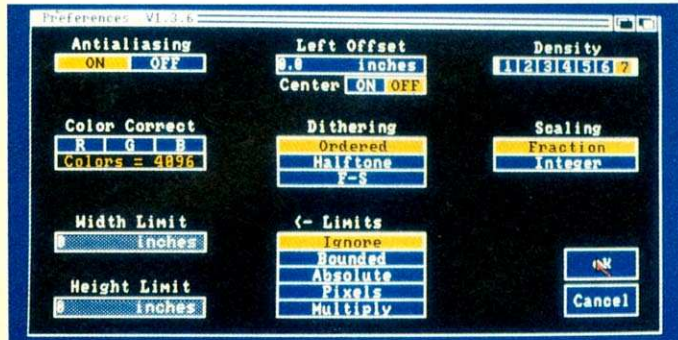 Preferences V1.3.6
Antialiasing
ON OFF
Left Offset
0.0 inches
Center ON OFF
Density
1 2 3 4 5 6 7
Color Correct
R G B
Colors = 4096
Dithering
Ordered
Halftone
F-S
Scaling
Fraction
Integer
Width Limit
0 inches
Height Limit
0 inches
<- Limits
Ignore
Bounded
Absolute
Pixels
Multiply
OK
Cancel